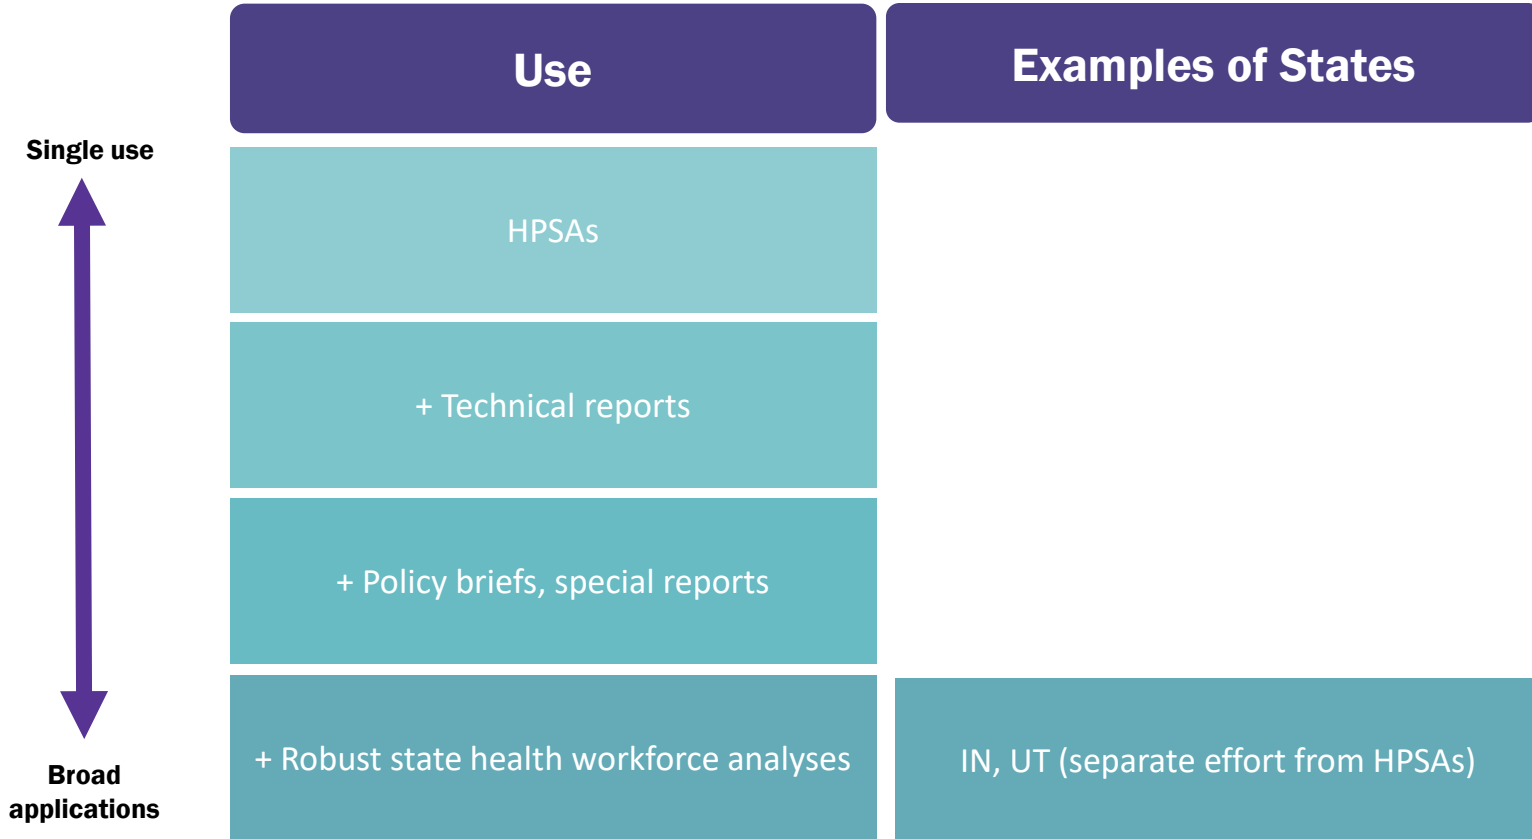 Use
Examples of States
Single use
HPSAs
+ Technical reports
+ Policy briefs, special reports
+ Robust state health workforce analyses
IN, UT (separate effort from HPSAs)
Broad
applications